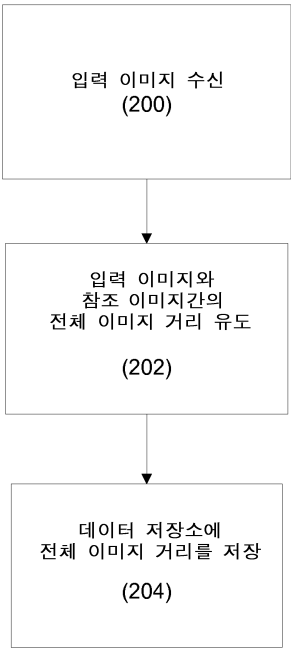 입력 이미지 수신
(200)
입력 이미지와
참조 이미지간의
전체 이미지 거리 유도
(202)
데이터 저장소에
전체 이미지 거리를 저장
(204)